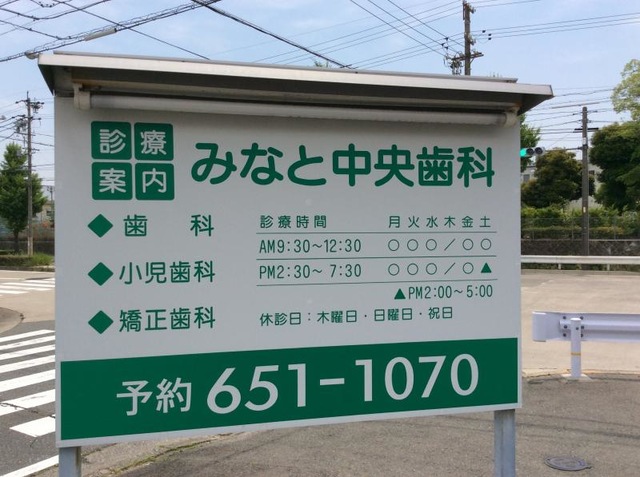 診療
案内
みなと中央歯科
◆歯　科
◆小児歯科
◆矯正歯科
診療時間　月火水木金土
AM9:30～12:30　○○○／○○
PM2:30～7:30　○○○／○▲
▲PM2:00～5:00
休診日：木曜日・日曜日・祝日
予約 651-1070